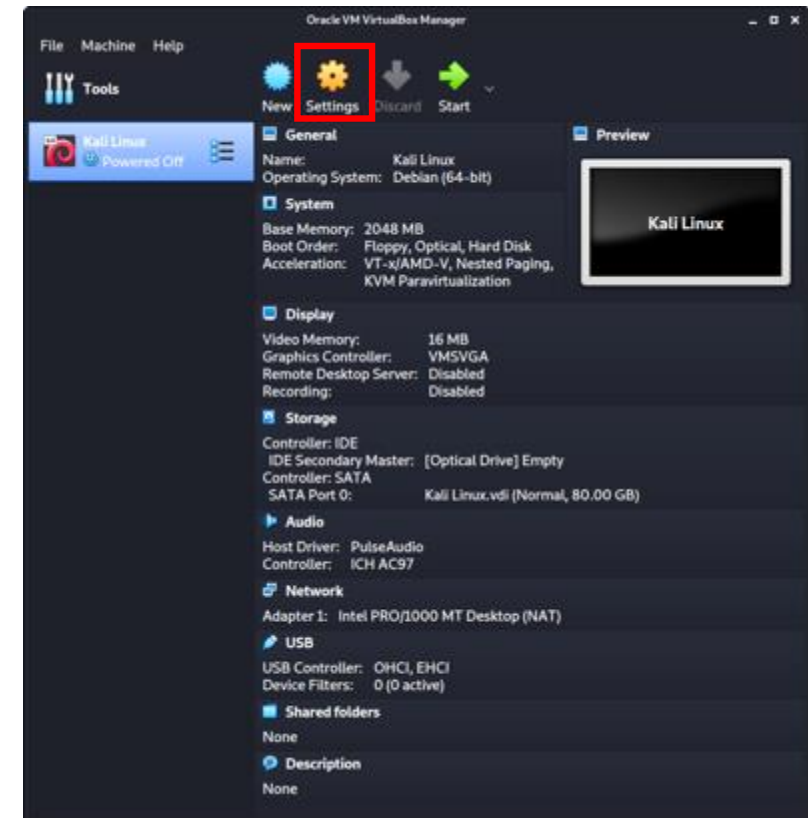 Oracle VM VirtualBox Manager
File Machine Help
Tools
New Settings Discard Start
Kali Linux
Powered Off
General
Name: Kali Linux
Operating System: Debian (64-bit)
System
Base Memory: 2048 MB
Boot Order: Floppy, Optical, Hard Disk
Acceleration: VT-x/AMD-V, Nested Paging,
KVM Paravirtualization
Preview
Kali Linux
Display
Video Memory: 16 MB
Graphics Controller: VMSVGA
Remote Desktop Server: Disabled
Recording: Disabled
Storage
Controller: IDE
IDE Secondary Master: [Optical Drive] Empty
Controller: SATA
SATA Port 0: Kali Linux.vdi (Normal, 80.00 GB)
Audio
Host Driver: PulseAudio
Controller: ICH AC97
Network
Adapter 1: Intel PRO/1000 MT Desktop (NAT)
USB
USB Controller: OHCI, EHCI
Device Filters: 0 (0 active)
Shared folders
None
Description
None